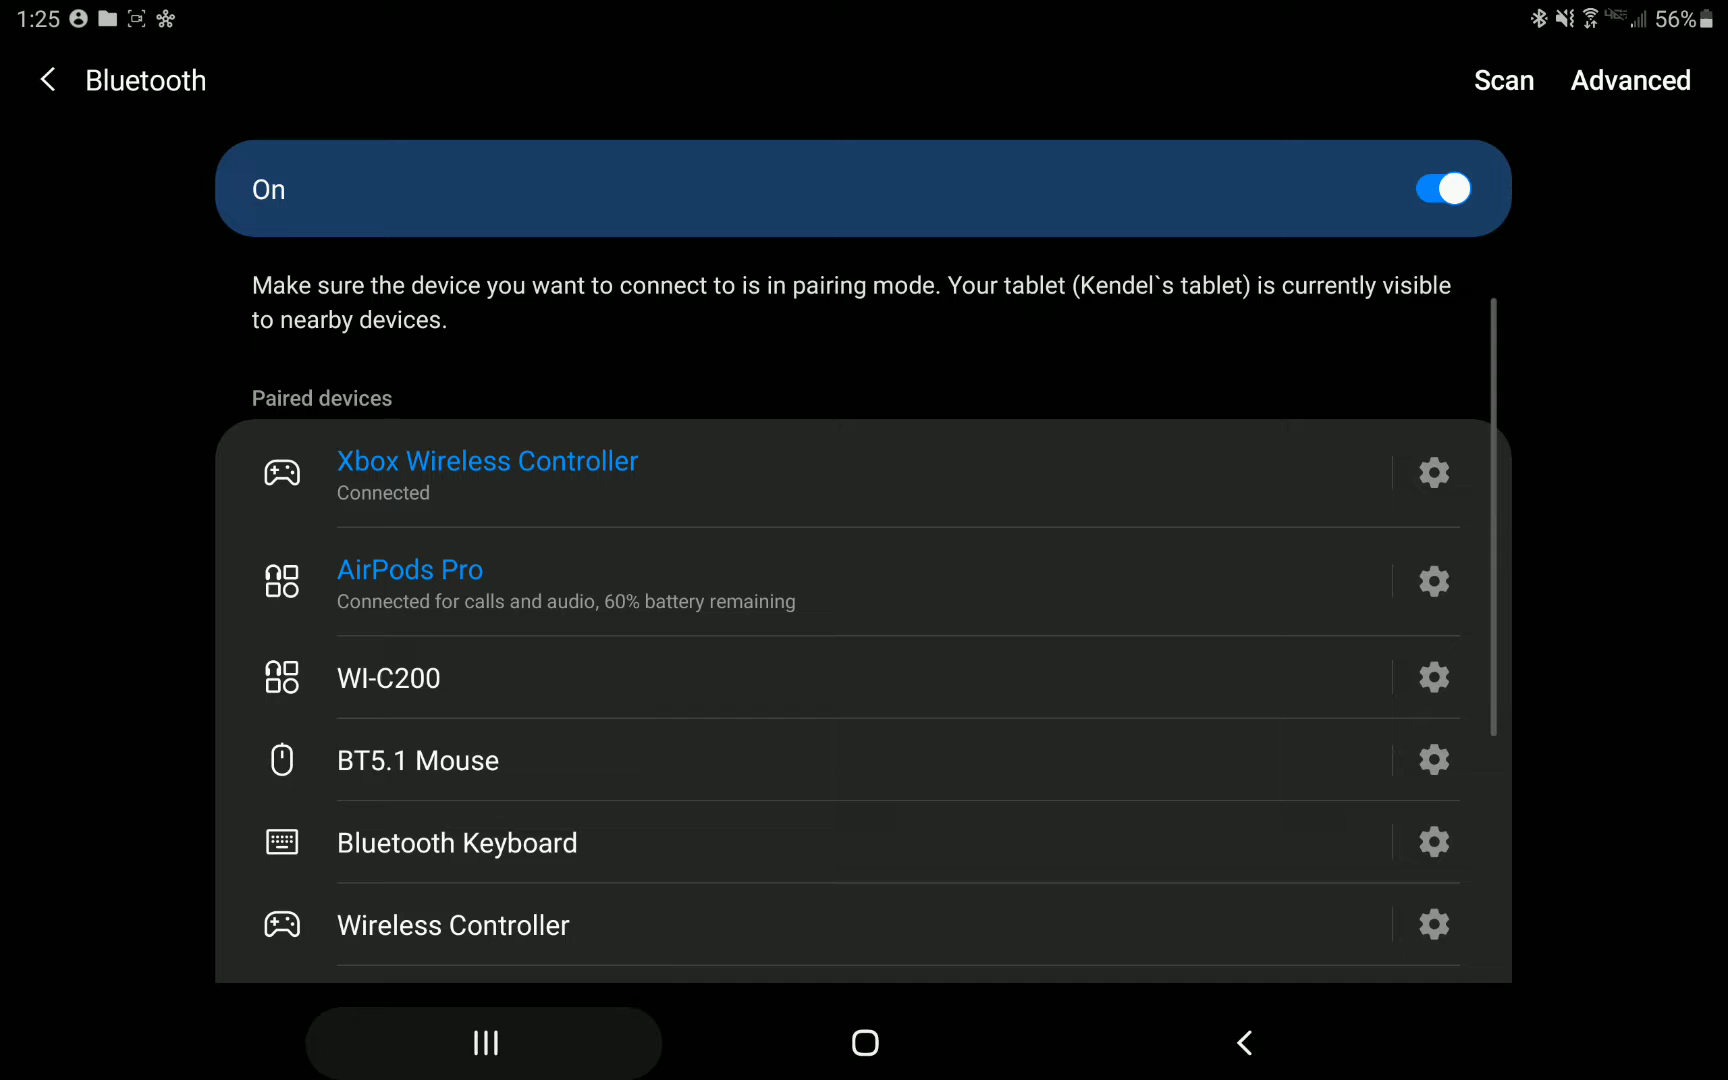 1:25
56%
Bluetooth
Scan
Advanced
On
Make sure the device you want to connect to is in pairing mode. Your tablet (Kendel`s tablet) is currently visible
to nearby devices.
Paired devices
Xbox Wireless Controller
Connected
AirPods Pro
Connected for calls and audio, 60% battery remaining
WI-C200
BT5.1 Mouse
Bluetooth Keyboard
Wireless Controller